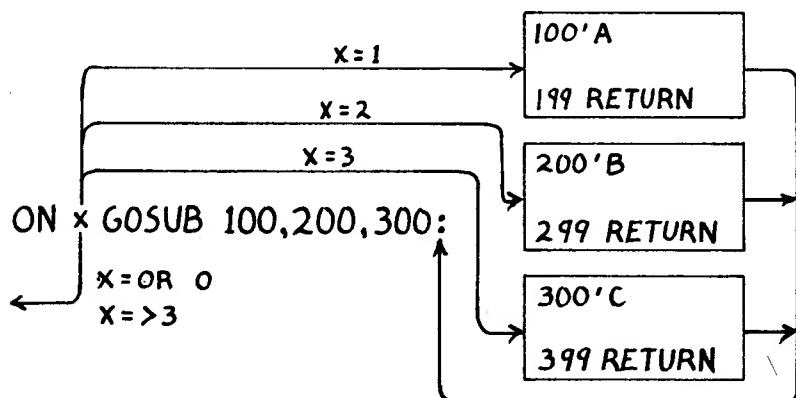 X=1
100'A
199 RETURN
X=2
X=3
200'B
299 RETURN
ON x GOSUB 100,200,300:
X=OR 0
X=>3
300'C
399 RETURN